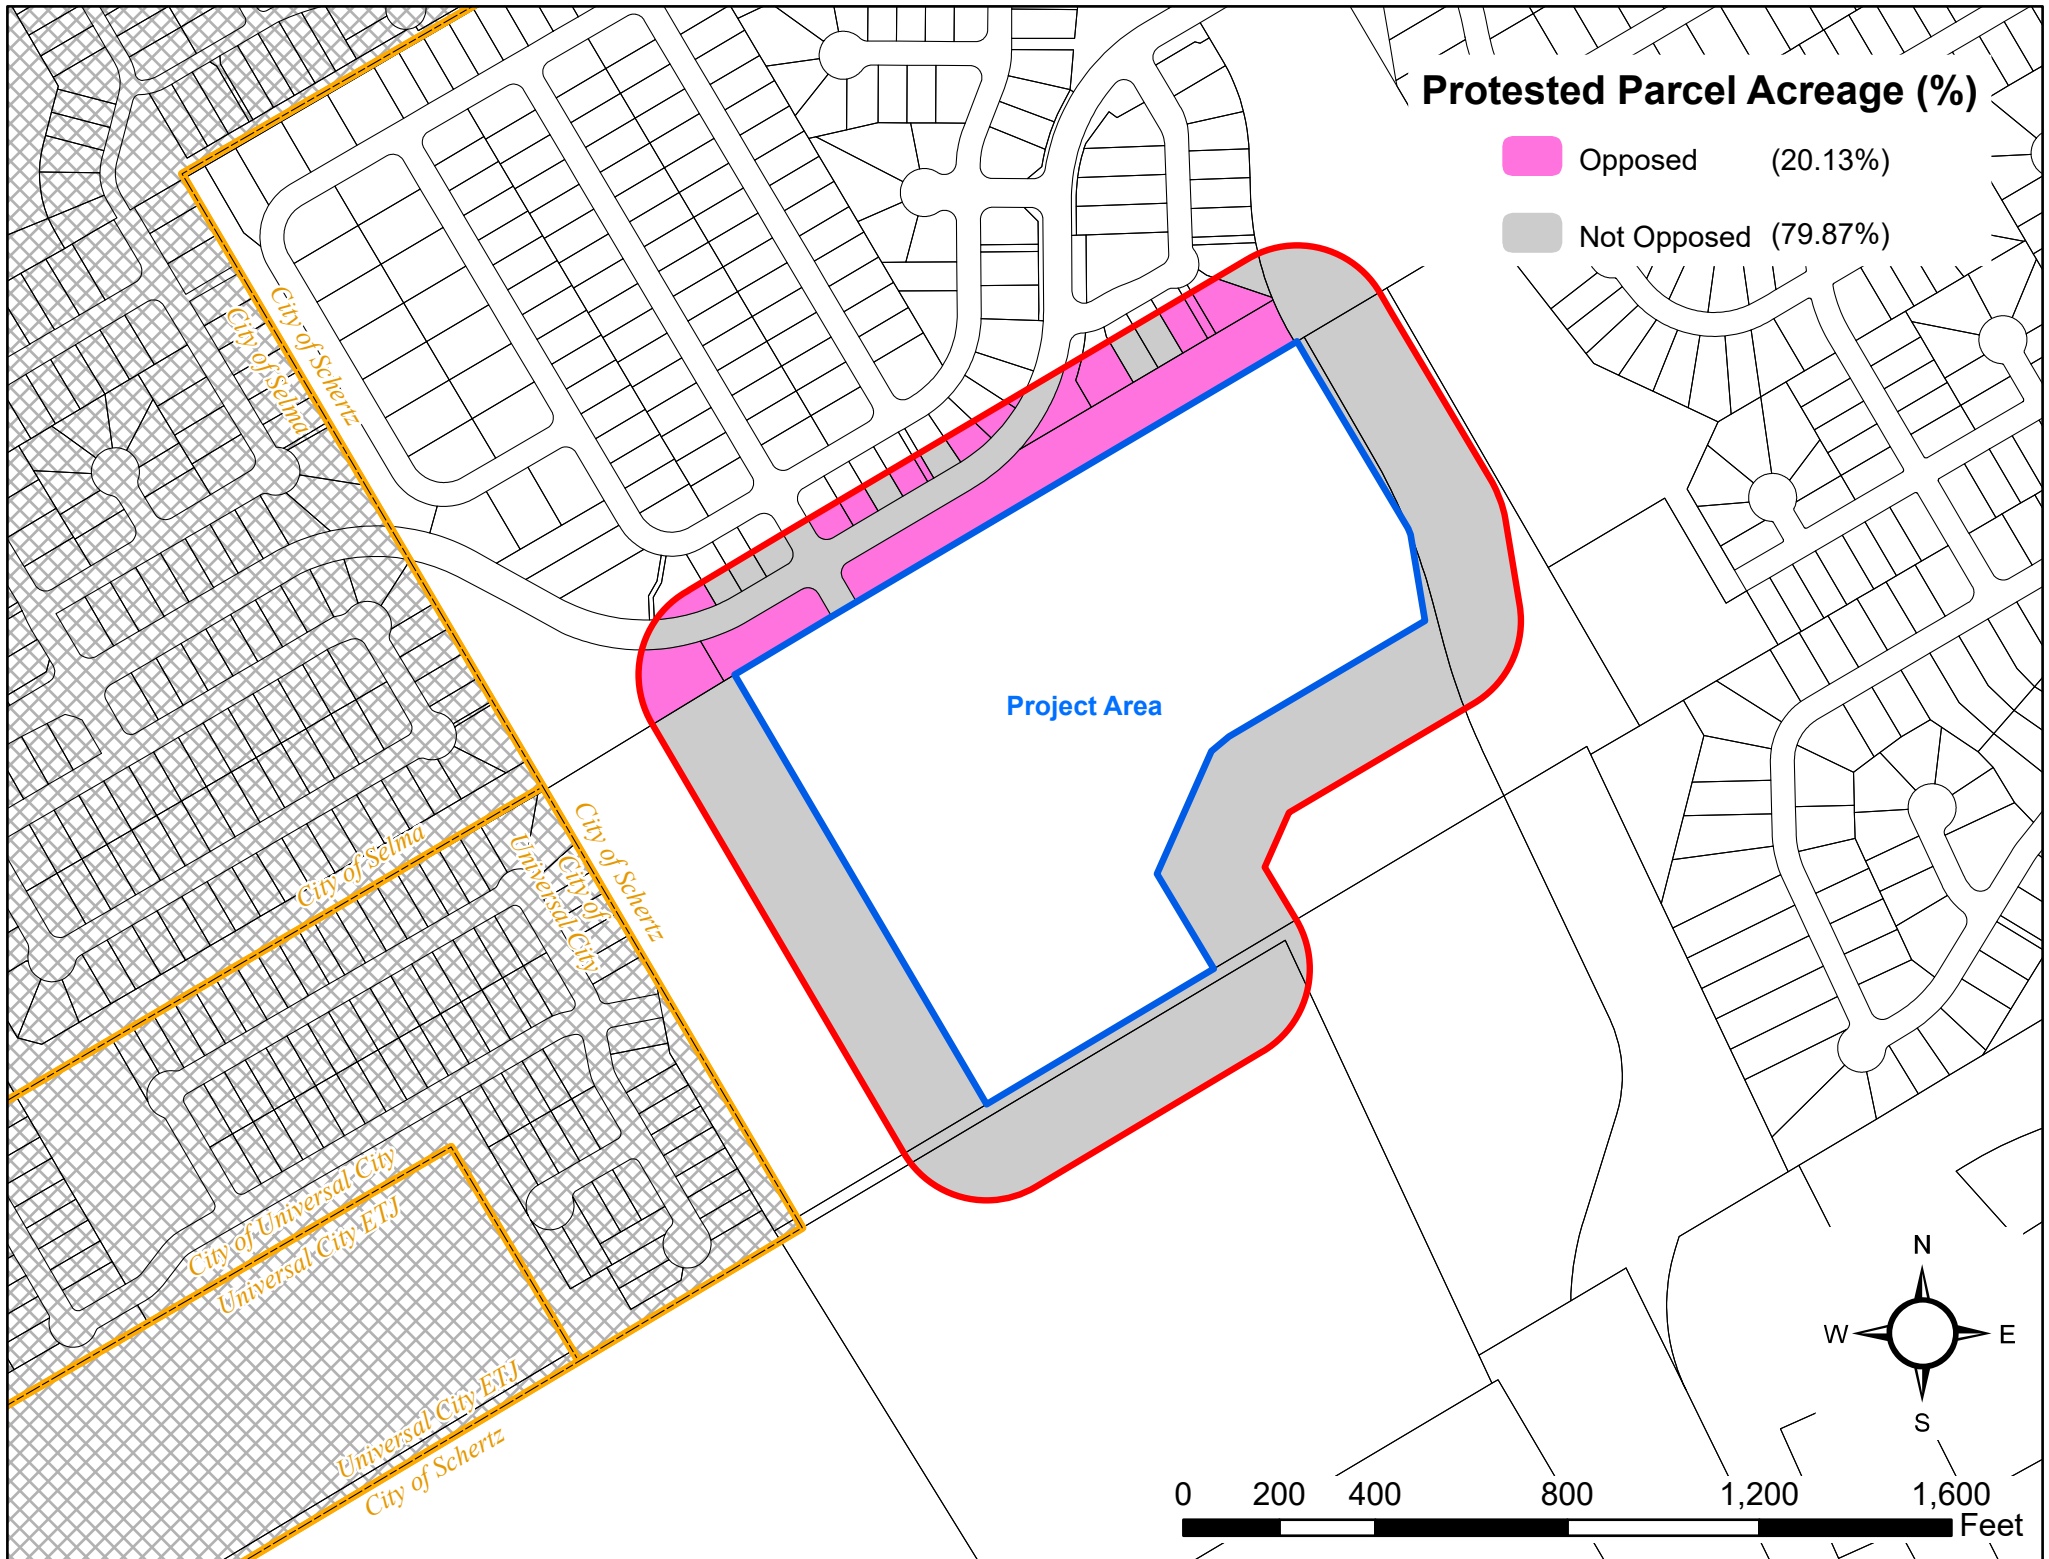 Protested Parcel Acreage (%)
Opposed (20.13%)
Not Opposed (79.87%)
City of Schertz
City of Selma
Project Area
City of Selma
City of Schertz
City of
Universal City
City of Universal City
Universal City ETJ
Universal City ETJ
City of Schertz
N
W E
S
0 200 400 800 1,200 1,600
Feet